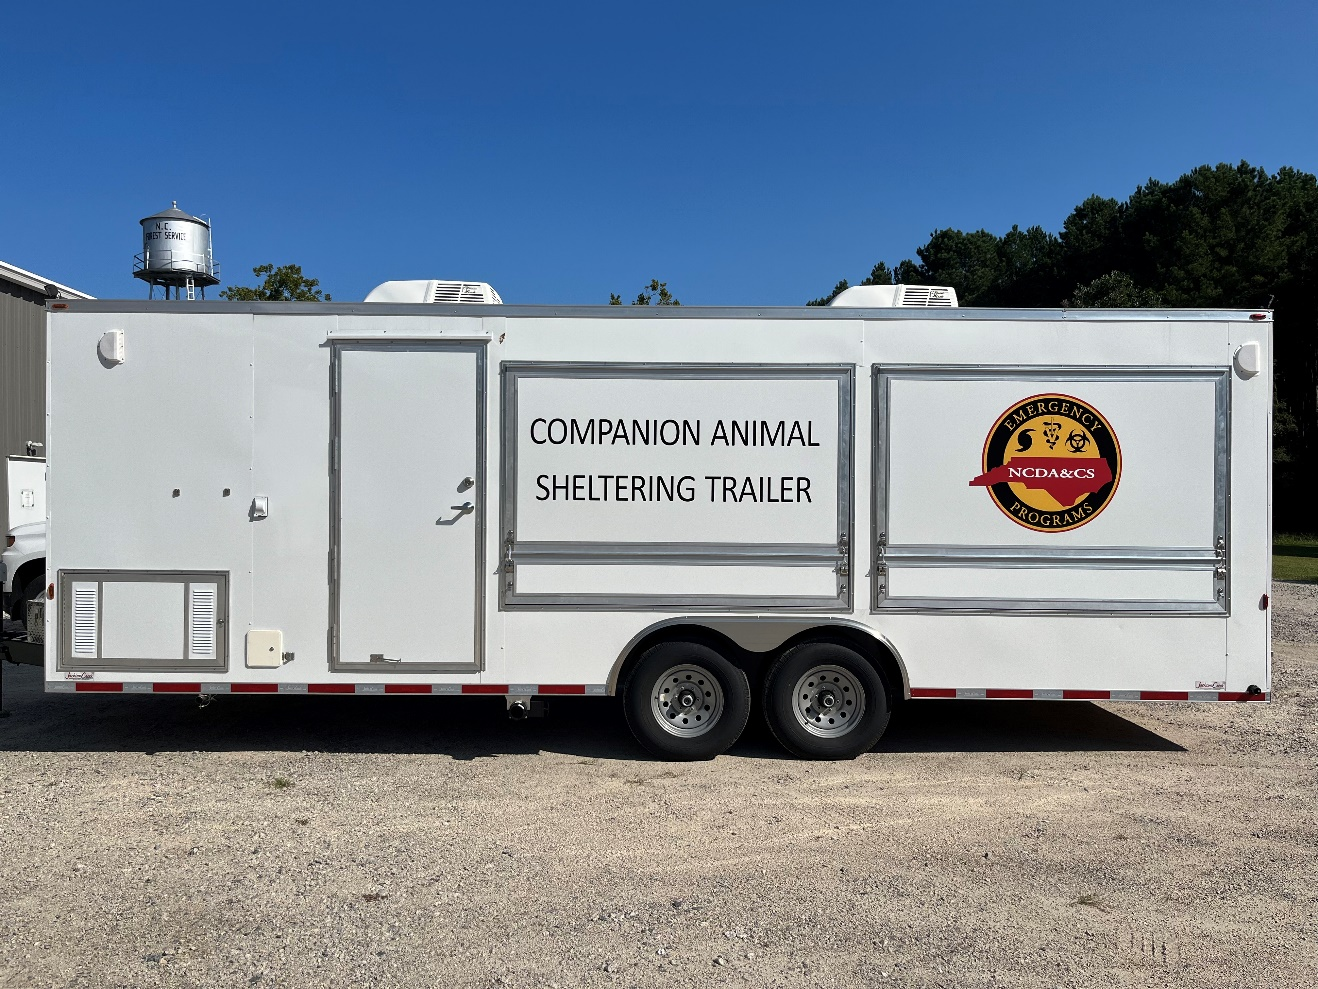 N.C.
FOREST SERVICE
COMPANION ANIMAL
SHELTERING TRAILER
EMERGENCY
NCDA&CS
PROGRAMS